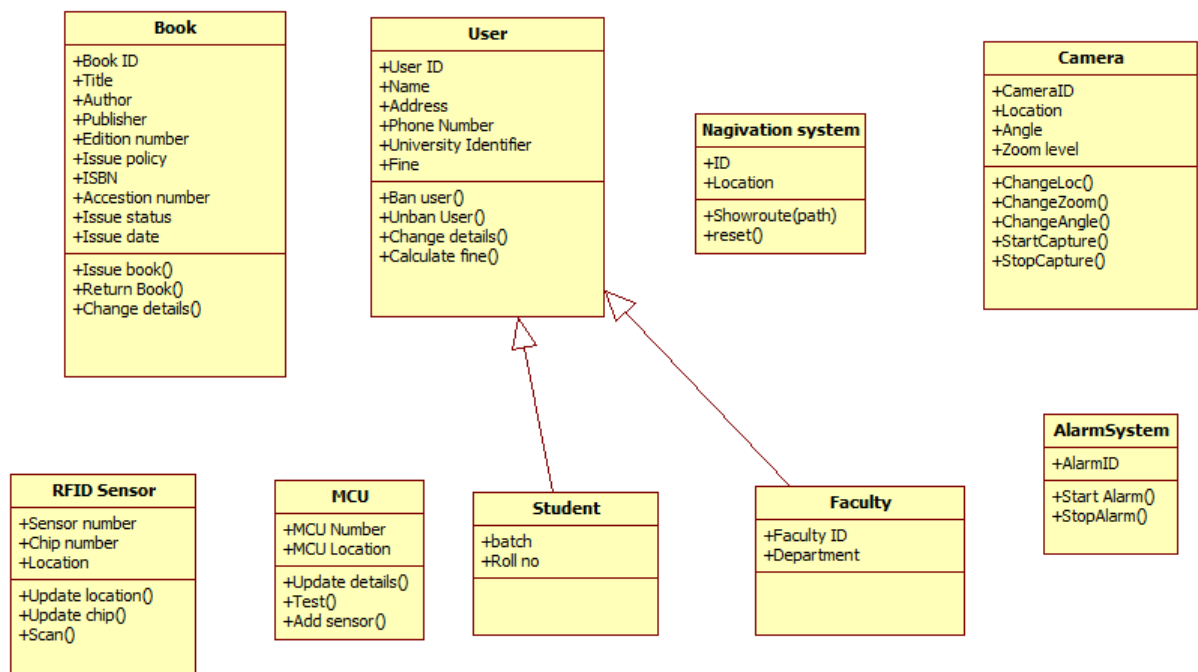 Book
+Book ID
+Title
+Author
+Publisher
+Edition number
+Issue policy
+ISBN
+Accestion number
+Issue status
+Issue date
+Issue book()
+Return Book()
+Change details()
User
+User ID
+Name
+Address
+Phone Number
+University Identifier
+Fine
+Ban user()
+Unban User()
+Change details()
+Calculate fine()
Nagivation system
+ID
+Location
+Showroute(path)
+reset()
Camera
+CameraID
+Location
+Angle
+Zoom level
+ChangeLoc()
+ChangeZoom()
+ChangeAngle()
+StartCapture()
+StopCapture()
RFID Sensor
+Sensor number
+Chip number
+Location
+Update location()
+Update chip()
+Scan()
MCU
+MCU Number
+MCU Location
+Update details()
+Test()
+Add sensor()
Student
+batch
+Roll no
Faculty
+Faculty ID
+Department
AlarmSystem
+AlarmID
+Start Alarm()
+StopAlarm()